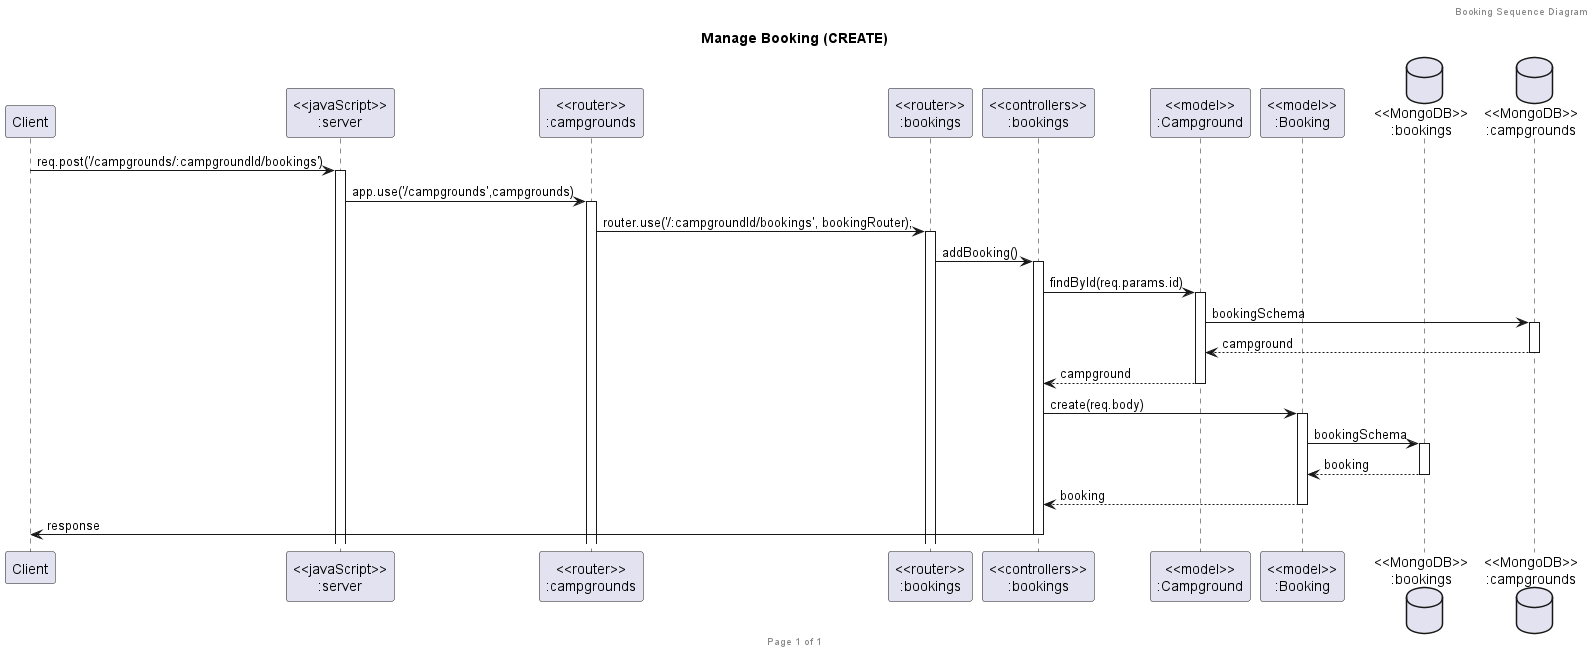 Booking Sequence Diagram
Manage Booking (CREATE)
Client
<<javaScript>>
:server
<<router>>
:campgrounds
<<router>>
:bookings
<<controllers>>
:bookings
<<model>>
:Campground
<<model>>
:Booking
<<MongoDB>>
:bookings
<<MongoDB>>
:campgrounds
req.post('/campgrounds/:campgroundId/bookings')
app.use('/campgrounds',campgrounds)
router.use('/:campgroundId/bookings', bookingRouter);
addBooking()
findById(req.params.id)
bookingSchema
campground
campground
create(req.body)
bookingSchema
booking
booking
response
Client
<<javaScript>>
:server
<<router>>
:campgrounds
<<router>>
:bookings
<<controllers>>
:bookings
<<model>>
:Campground
<<model>>
:Booking
<<MongoDB>>
:bookings
<<MongoDB>>
:campgrounds
Page 1 of 1